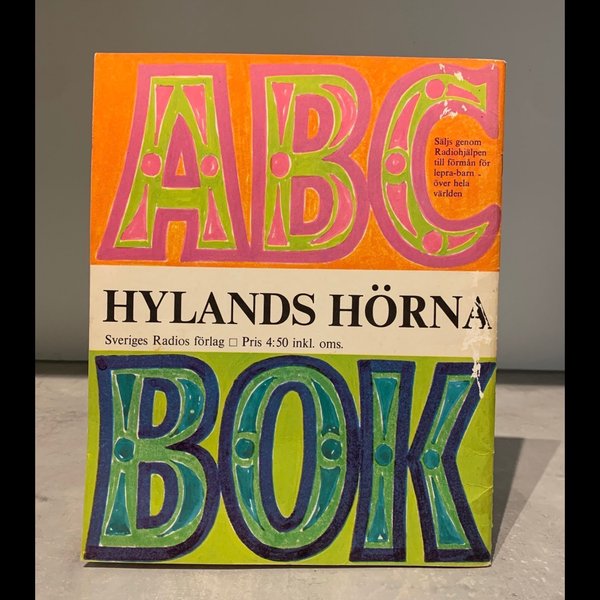 ABC
Säljs genom
Radiohjälpen
till förmån för
lepra-barn -
över hela
världen
HYLANDS HÖRNA
Sveriges Radios förlag □ Pris 4:50 inkl. oms.
BOK